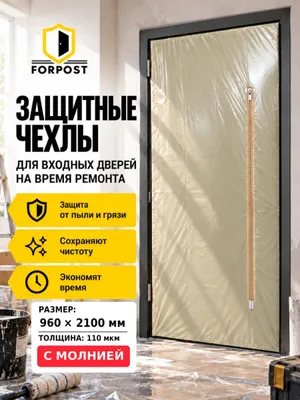 FORPOST
ЗАЩИТНЫЕ
ЧЕХЛЫ
ДЛЯ ВХОДНЫХ ДВЕРЕЙ
НА ВРЕМЯ РЕМОНТА
Защита
от пыли и грязи
Сохраняют
чистоту
Экономят
время
РАЗМЕР:
960 × 2100 мм
ТОЛЩИНА: 110 мкм
С МОЛНИЕЙ